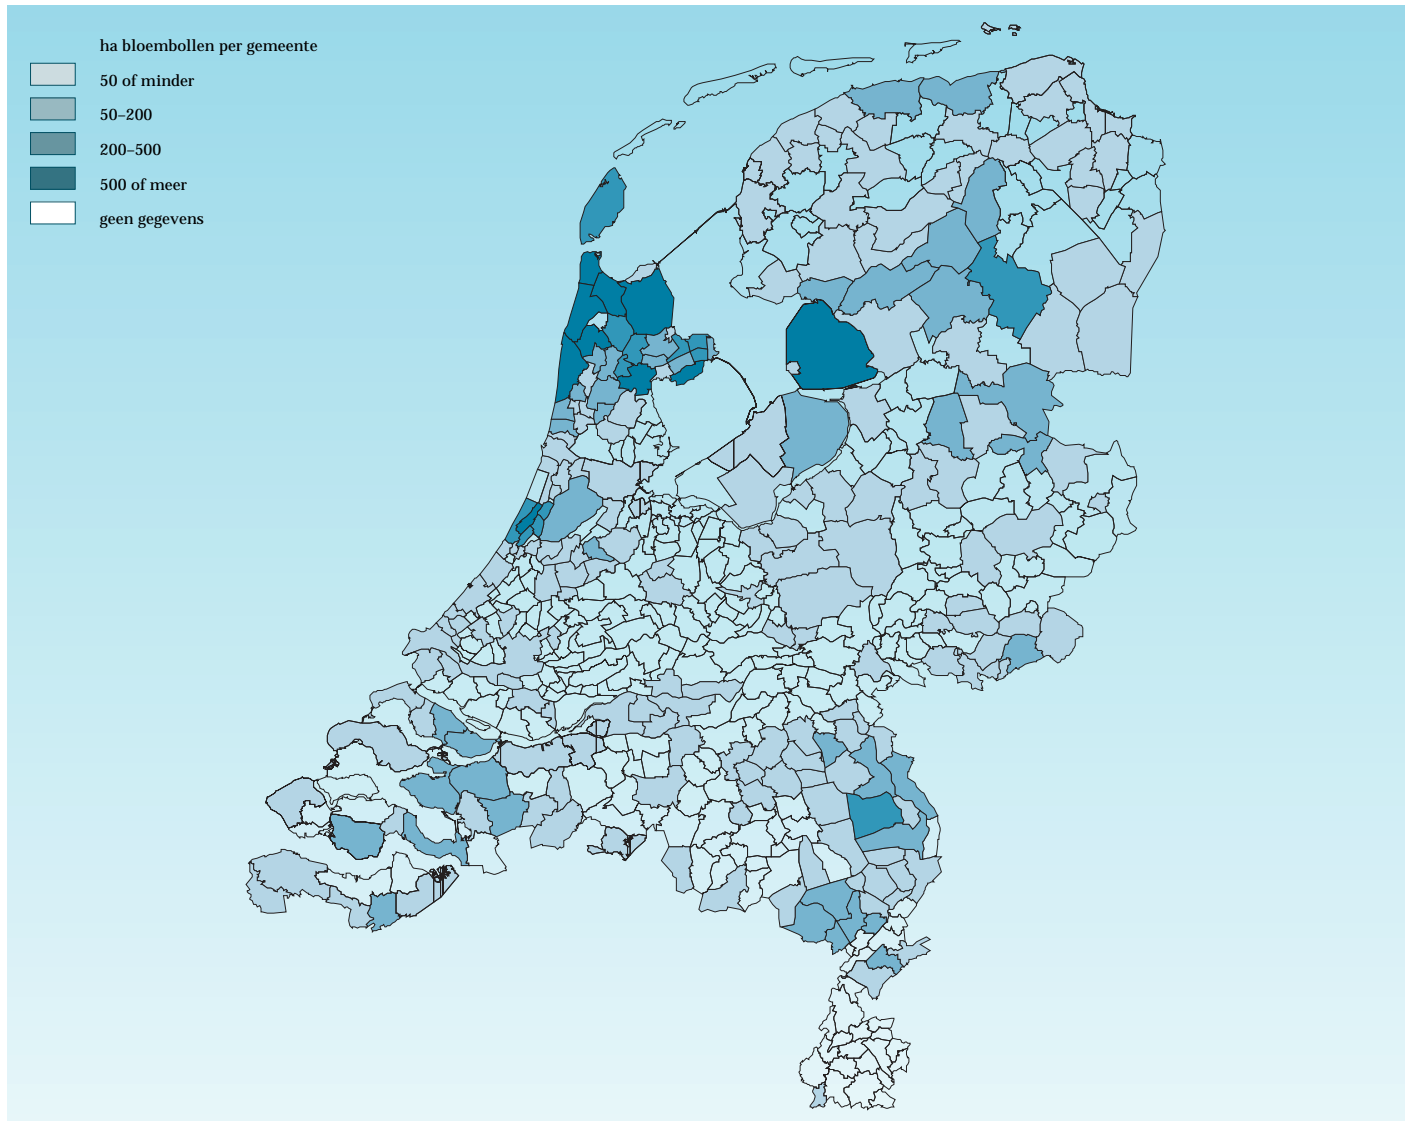 ha bloembollen per gemeente
50 of minder
50–200
200–500
500 of meer
geen gegevens